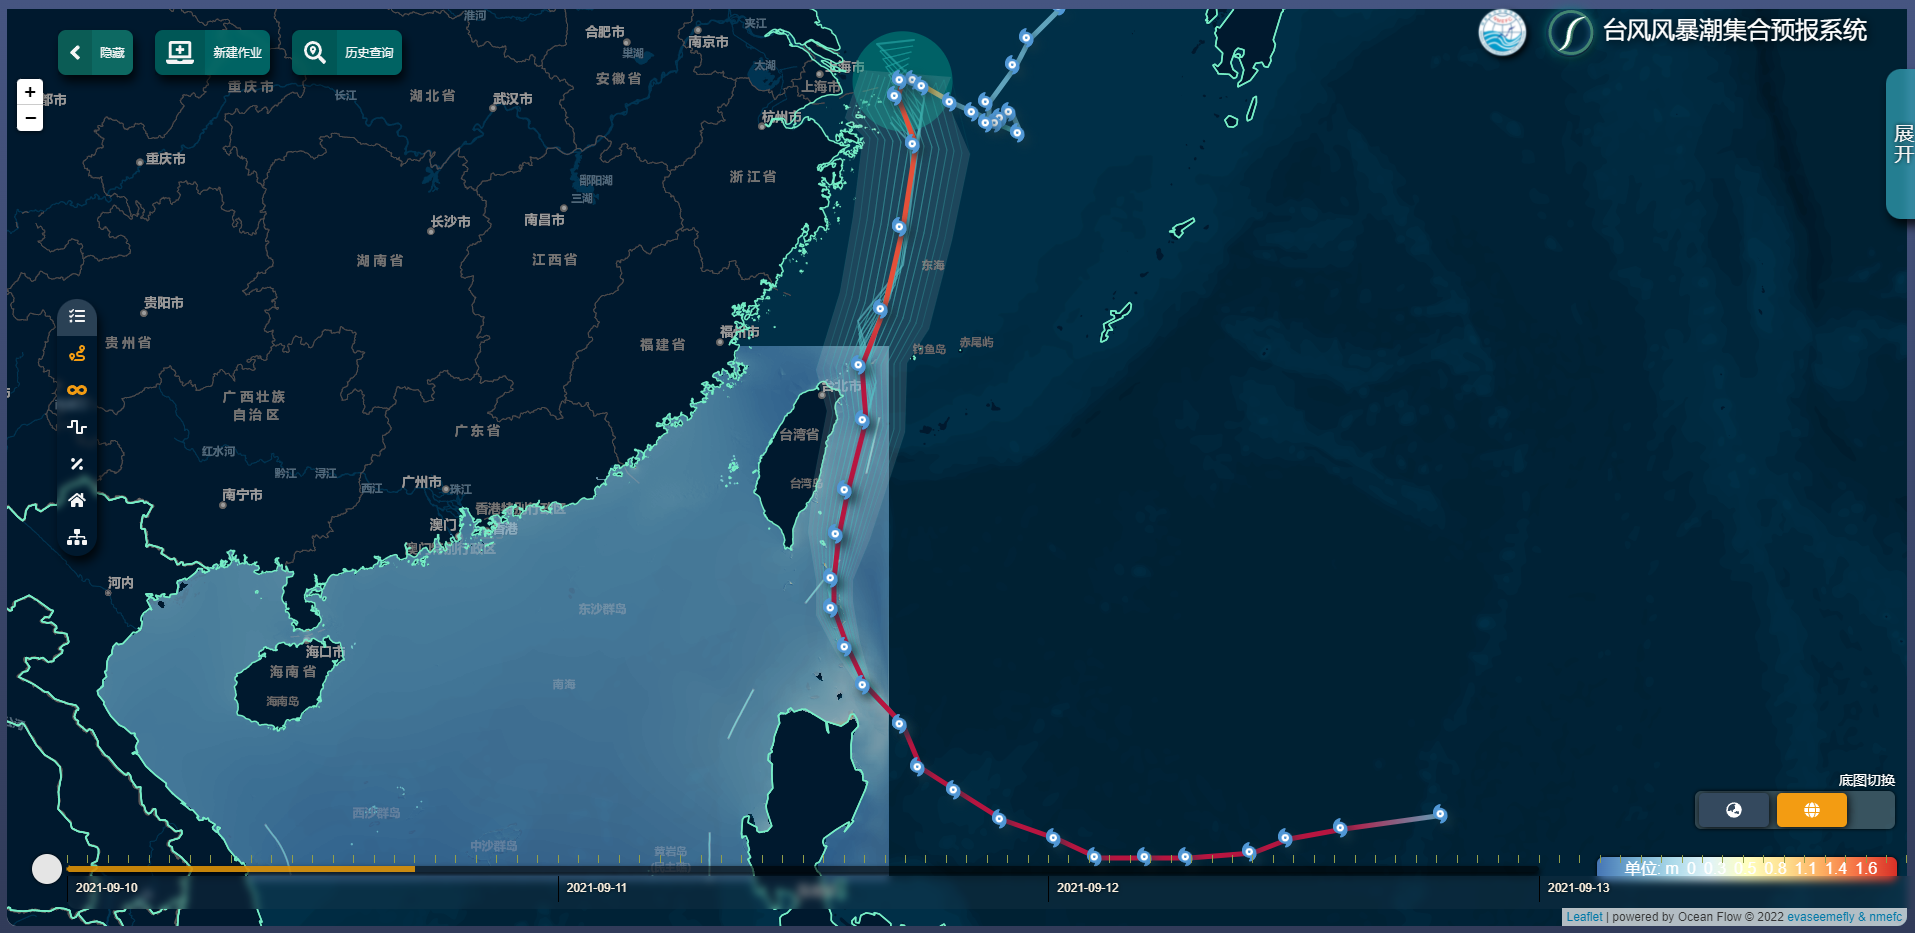 台风风暴潮集合预报系统
隐藏
新建作业
历史查询
+
−
展开
淮河
夹江
合肥市
巢湖
南京市
太湖
上海市
上海市
安徽省
重庆市
长江
湖北省
武汉市
杭州市
都市
重庆市
鄱阳湖
三湖
浙江省
长沙市
南昌市
湖南省
江西省
东海
贵阳市
贵州省
福建省
福州市
钓鱼岛
赤尾屿
台北市
广西壮族
自治区
广东省
台湾省
红水河
黔江
浔江
西江
广州市
珠江
台湾岛
南宁市
香港特别行政区
澳门
香港
澳门特别行政区
河内
东沙群岛
海口市
海南省
海南岛
南海
西沙群岛
中沙群岛
黄岩岛
(民主礁)
底图切换
单位: m 0 0.3 0.5 0.8 1.1 1.4 1.6
2021-09-10
2021-09-11
2021-09-12
2021-09-13
Leaflet | powered by Ocean Flow © 2022 evaseemefly & nmefc